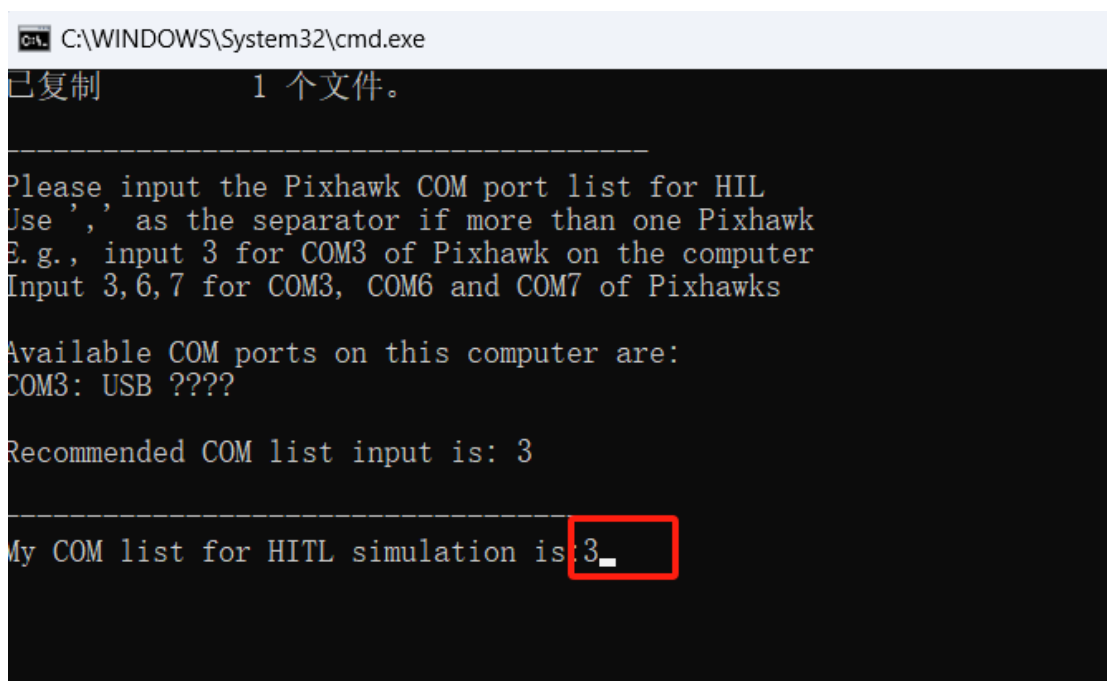 C:\WINDOWS\System32\cmd.exe
已复制         1 个文件。
---------------------------------------
Please input the Pixhawk COM port list for HIL
Use ',' as the separator if more than one Pixhawk
E.g., input 3 for COM3 of Pixhawk on the computer
Input 3,6,7 for COM3, COM6 and COM7 of Pixhawks
Available COM ports on this computer are:
COM3: USB ????
Recommended COM list input is: 3
---------------------------------------
My COM list for HITL simulation is:3